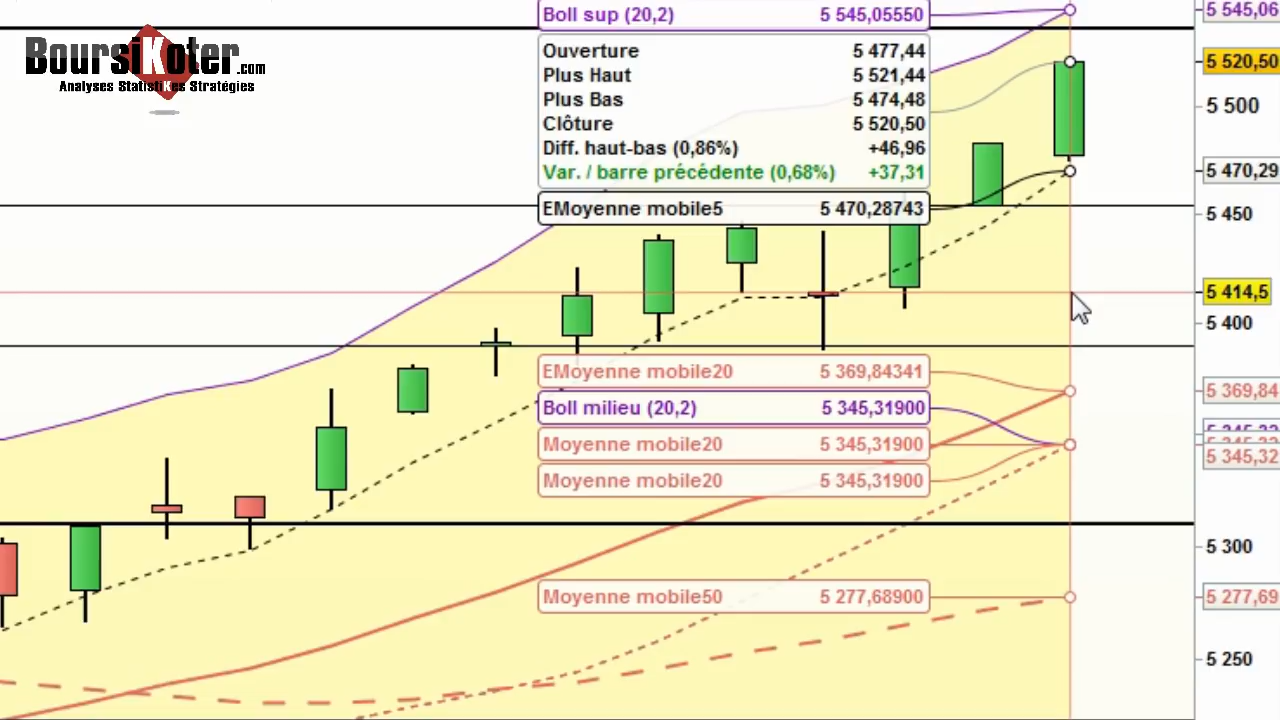 BoursiKoter.com
Analyses StatistiKes Stratégies
Boll sup (20,2) 5 545,05550
Ouverture 5 477,44
Plus Haut 5 521,44
Plus Bas 5 474,48
Clôture 5 520,50
Diff. haut-bas (0,86%) +46,96
Var. / barre précédente (0,68%) +37,31
EMoyenne mobile5 5 470,28743
EMoyenne mobile20 5 369,84341
Boll milieu (20,2) 5 345,31900
Moyenne mobile20 5 345,31900
Moyenne mobile20 5 345,31900
Moyenne mobile50 5 277,68900
5 545,06
5 520,50
5 500
5 470,29
5 450
5 414,5
5 400
5 369,84
5 345,32
5 300
5 277,69
5 250